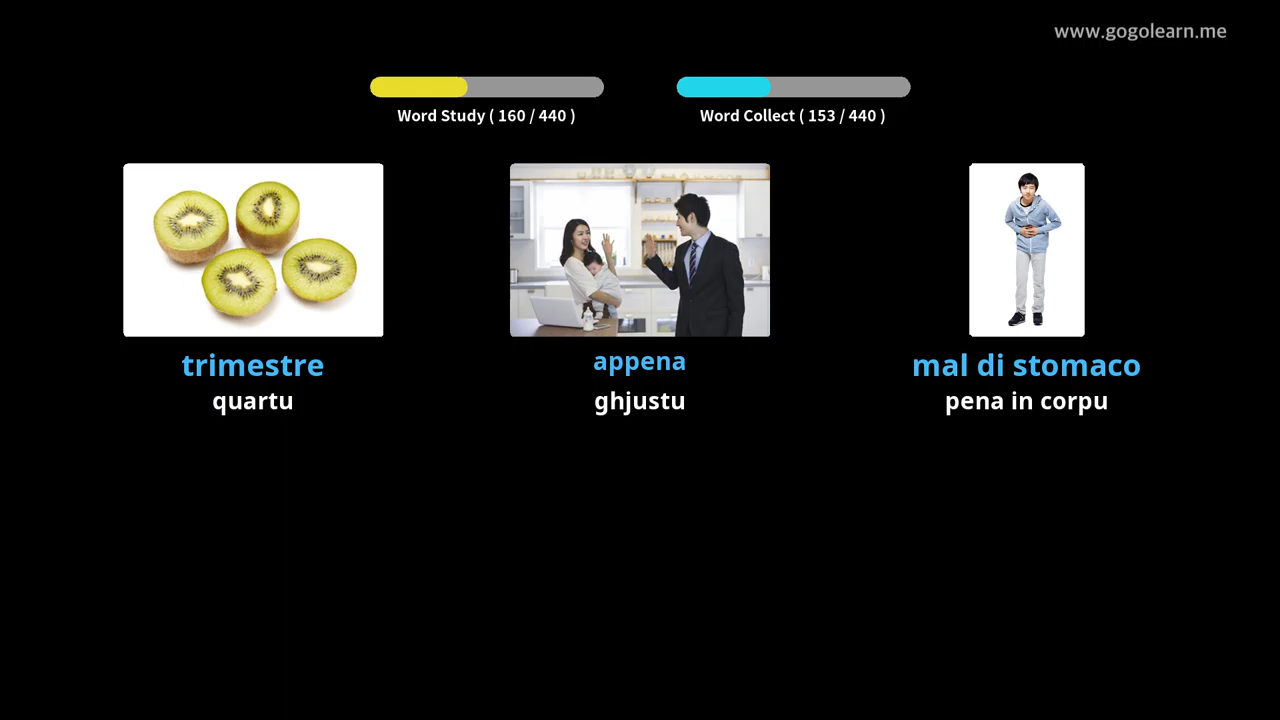 www.gogolearn.me
Word Study ( 160 / 440 )
Word Collect ( 153 / 440 )
trimestre
quartu
appena
ghjustu
mal di stomaco
pena in corpu